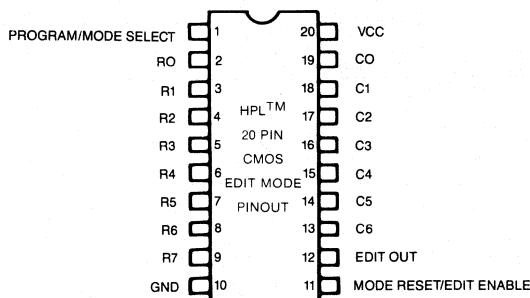 PROGRAM/MODE SELECT 1 20 VCC
RO 2 19 CO
R1 3 18 C1
R2 4 17 C2
R3 5 16 C3
R4 6 15 C4
R5 7 14 C5
R6 8 13 C6
R7 9 12 EDIT OUT
GND 10 11 MODE RESET/EDIT ENABLE
HPL™
20 PIN
CMOS
EDIT MODE
PINOUT